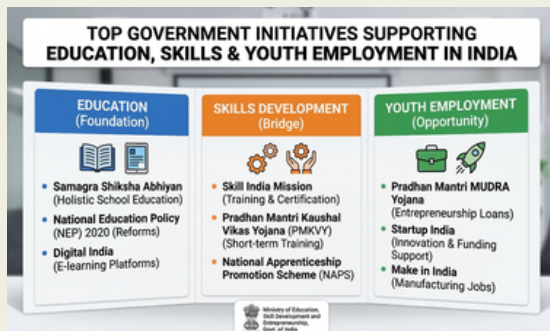 TOP GOVERNMENT INITIATIVES SUPPORTING
EDUCATION, SKILLS & YOUTH EMPLOYMENT IN INDIA
EDUCATION
(Foundation)
• Samagra Shiksha Abhiyan
(Holistic School Education)
• National Education Policy
(NEP) 2020 (Reforms)
• Digital India
(E-learning Platforms)
SKILLS DEVELOPMENT
(Bridge)
• Skill India Mission
(Training & Certification)
• Pradhan Mantri Kaushal
Vikas Yojana (PMKVY)
(Short-term Training)
• National Apprenticeship
Promotion Scheme (NAPS)
YOUTH EMPLOYMENT
(Opportunity)
• Pradhan Mantri MUDRA
Yojana
(Entrepreneurship Loans)
• Startup India
(Innovation & Funding
Support)
• Make in India
(Manufacturing Jobs)
Ministry of Education,
Skill Development and
Entrepreneurship,
Govt. of India